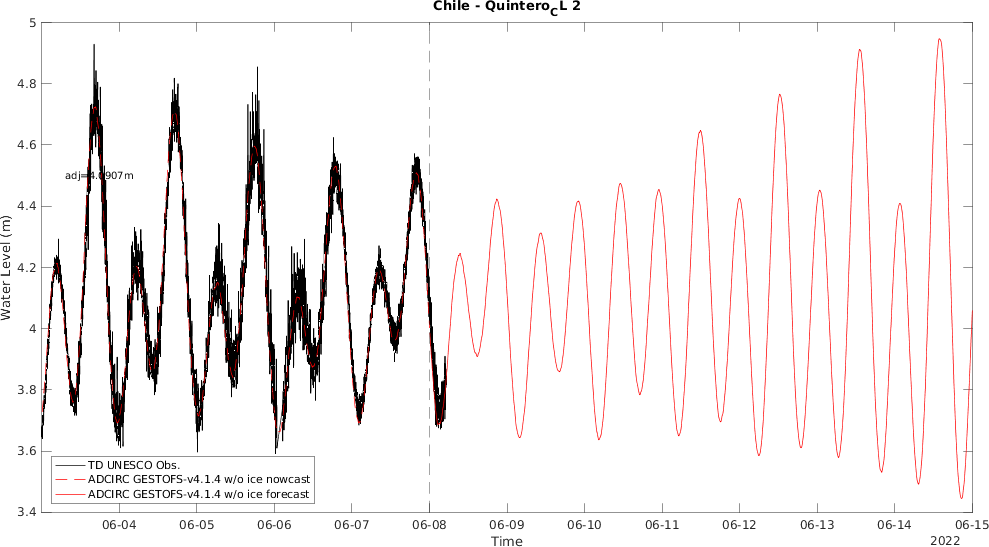 Chile - Quintero_CL 2
Water Level (m)
5
4.8
4.6
4.4
4.2
4
3.8
3.6
3.4
adj=4.0907m
TD UNESCO Obs.
ADCIRC GESTOFS-v4.1.4 w/o ice nowcast
ADCIRC GESTOFS-v4.1.4 w/o ice forecast
06-04 06-05 06-06 06-07 06-08 06-09 06-10 06-11 06-12 06-13 06-14 06-15
Time
2022